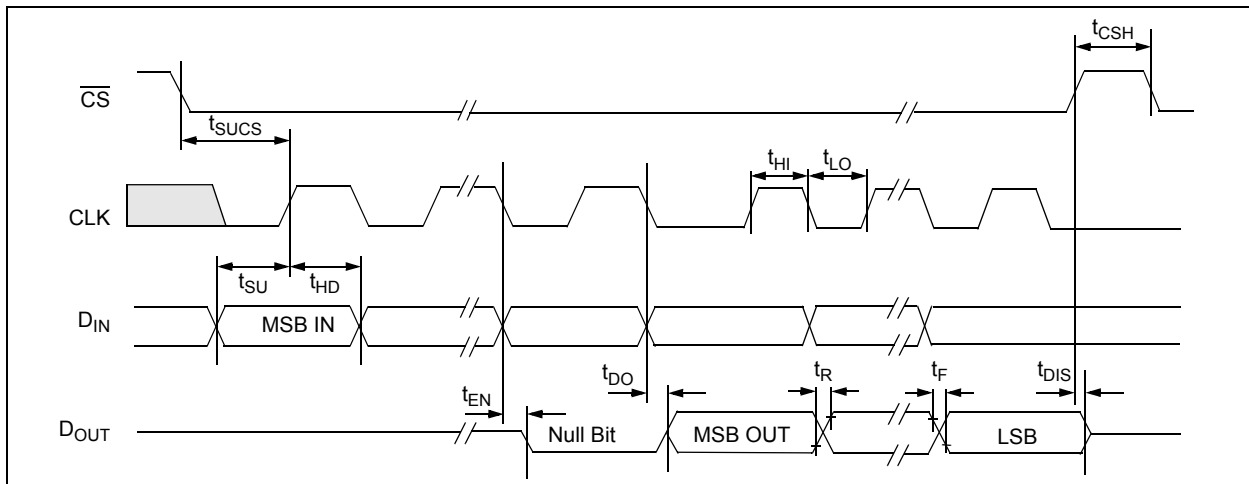 tCSH
CS
tSUCS
tHI
tLO
CLK
tSU
tHD
DIN
MSB IN
tDO
tR
tF
tDIS
tEN
DOUT
Null Bit
MSB OUT
LSB